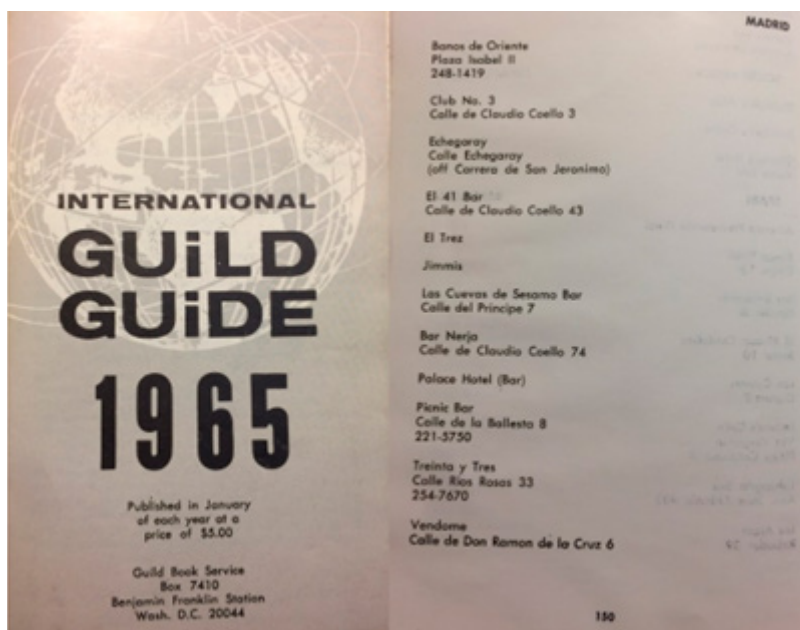 INTERNATIONAL
GUiLD
GUiDE
1965
Published in January
of each year at a
price of $5.00
Guild Book Service
Box 7410
Benjamin Franklin Station
Wash. D.C. 20044
MADRID
Banos de Oriente
Plaza Isabel II
248-1419
Club No. 3
Calle de Claudio Coello 3
Echegaray
Calle Echegaray
(off Carrera de San Jeronimo)
El 41 Bar
Calle de Claudio Coello 43
El Trez
Jimmis
Las Cuevas de Sesamo Bar
Calle del Principe 7
Bar Nerja
Calle de Claudio Coello 74
Palace Hotel (Bar)
Picnic Bar
Calle de la Ballesta 8
221-5750
Treinta y Tres
Calle Rios Rosas 33
254-7670
Vendome
Calle de Don Ramon de la Cruz 6
150